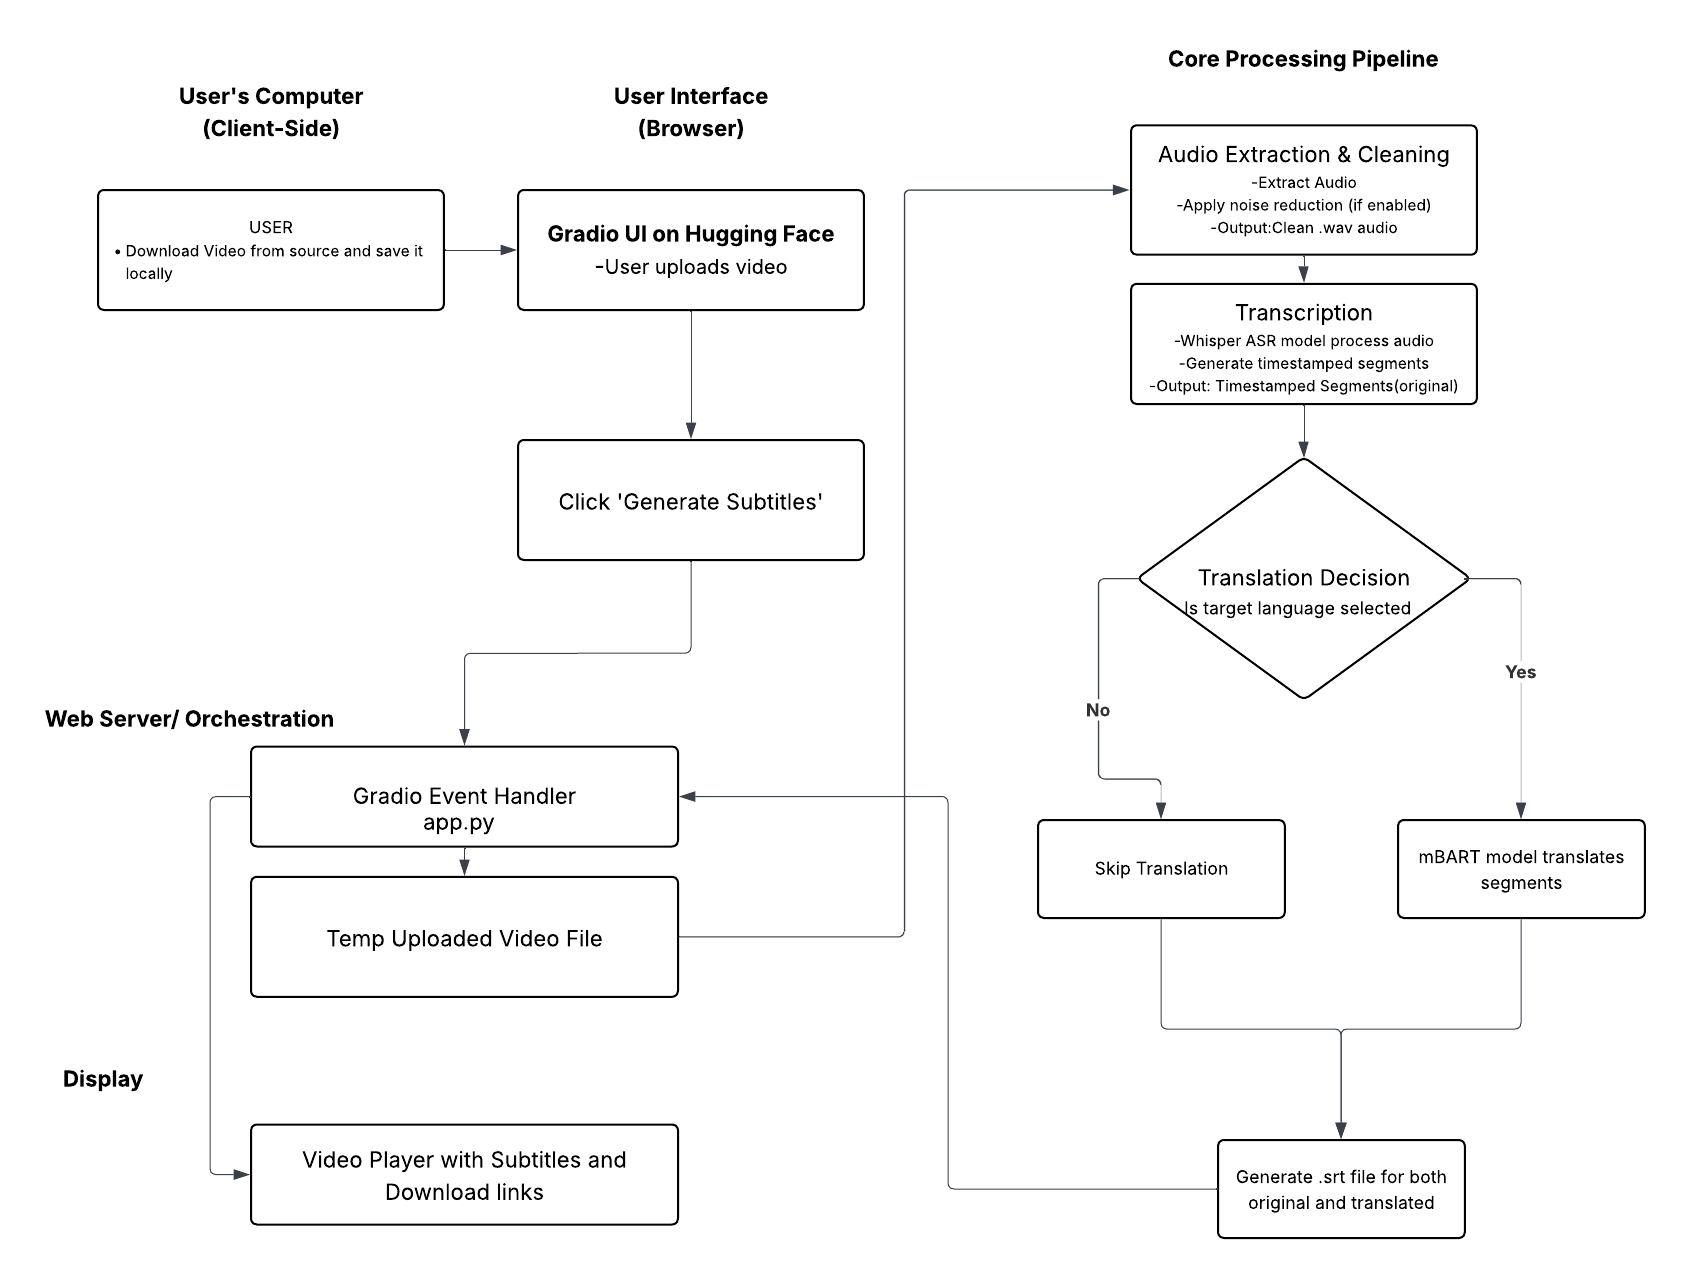 Core Processing Pipeline
User's Computer
(Client-Side)
User Interface
(Browser)
USER
• Download Video from source and save it
locally
Gradio UI on Hugging Face
-User uploads video
Audio Extraction & Cleaning
-Extract Audio
-Apply noise reduction (if enabled)
-Output:Clean .wav audio
Transcription
-Whisper ASR model process audio
-Generate timestamped segments
-Output: Timestamped Segments(original)
Click 'Generate Subtitles'
Translation Decision
Is target language selected
Yes
No
Web Server/ Orchestration
Gradio Event Handler
app.py
Skip Translation
mBART model translates
segments
Temp Uploaded Video File
Display
Video Player with Subtitles and
Download links
Generate .srt file for both
original and translated